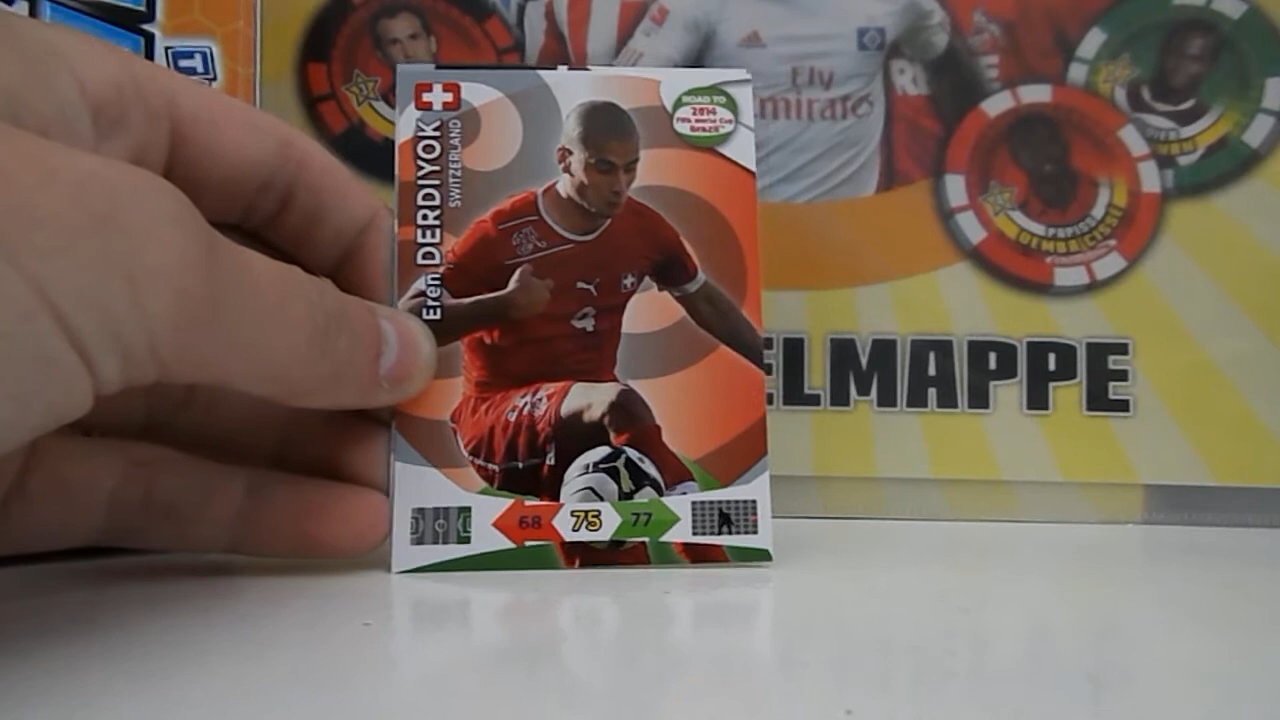 Eren DERDIYOK
SWITZERLAND
ROAD TO
2014
FIFA World Cup
Brazil
4
68 75 77
Fly
Emirates
PAPISS
DEMBA CISSE
ELMAPPE